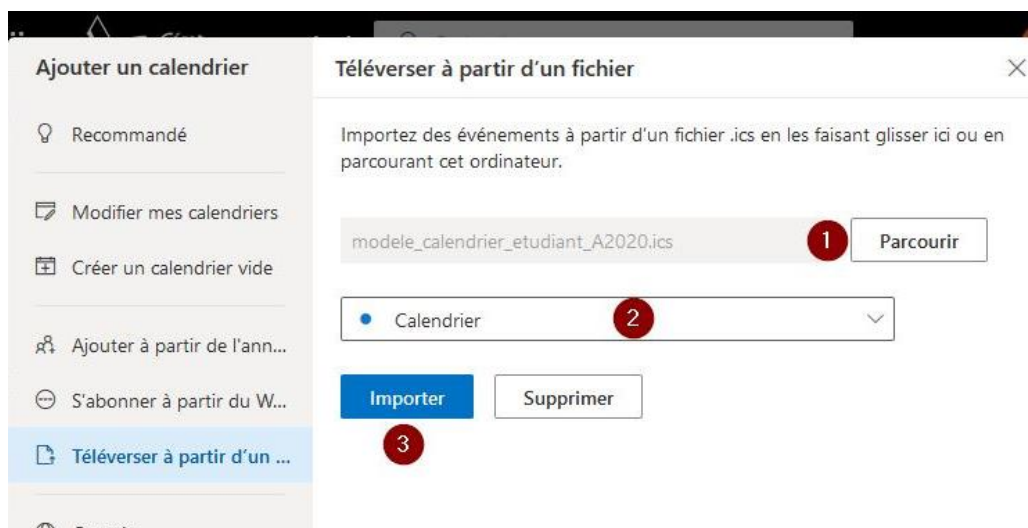 Ajouter un calendrier
Recommandé
Modifier mes calendriers
Créer un calendrier vide
Ajouter à partir de l'ann...
S'abonner à partir du W...
Téléverser à partir d'un ...
Téléverser à partir d'un fichier
Importez des événements à partir d'un fichier .ics en les faisant glisser ici ou en
parcourant cet ordinateur.
modele_calendrier_etudiant_A2020.ics
1
Parcourir
Calendrier
2
Importer
Supprimer
3